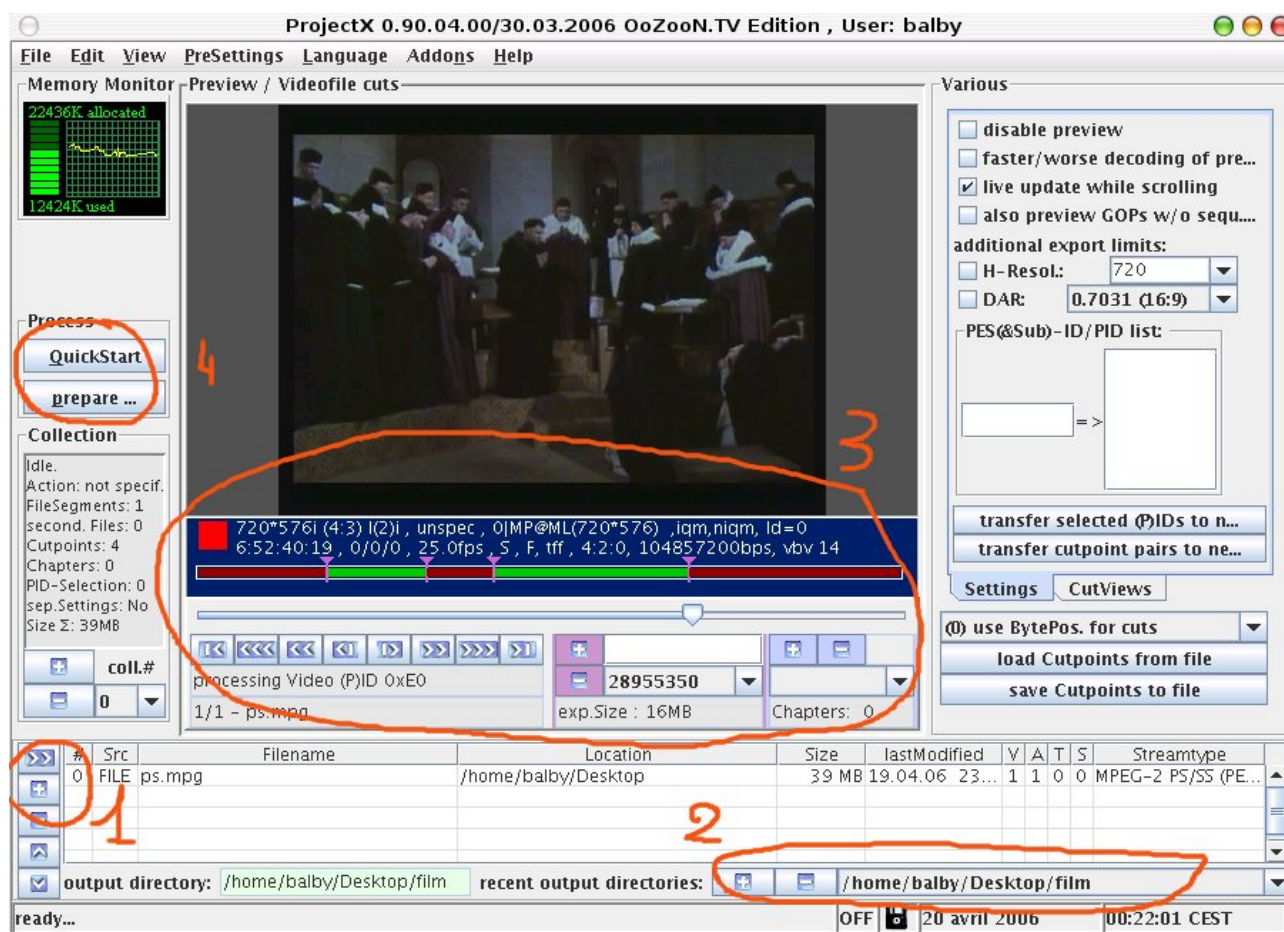 ProjectX 0.90.04.00/30.03.2006 OoZooN.TV Edition , User: balby
File Edit View PreSettings Language Addons Help
Memory Monitor
22436K allocated
12424K used
Process
QuickStart
prepare ...
4
Collection
Idle.
Action: not specif.
FileSegments: 1
second. Files: 0
Cutpoints: 4
Chapters: 0
PID-Selection: 0
sep.Settings: No
Size Σ: 39MB
coll.#
0
Preview / Videofile cuts
3
720*576i (4:3) I(2)i , unspec , 0|MP@ML(720*576) ,iqm,niqm, ld=0
6:52:40:19 , 0/0/0 , 25.0fps , S , F, tff , 4:2:0, 104857200bps, vbv 14
processing Video (P)ID 0xE0
28955350
1/1 - ps.mpg
exp.Size : 16MB
Chapters: 0
Various
disable preview
faster/worse decoding of pre...
live update while scrolling
also preview GOPs w/o sequ....
additional export limits:
H-Resol.: 720
DAR: 0.7031 (16:9)
PES(&Sub)-ID/PID list:
= >
transfer selected (P)IDs to n...
transfer cutpoint pairs to ne...
Settings CutViews
(0) use BytePos. for cuts
load Cutpoints from file
save Cutpoints to file
# Src Filename Location Size lastModified V A T S Streamtype
0 FILE ps.mpg /home/balby/Desktop 39 MB 19.04.06 23... 1 1 0 0 MPEG-2 PS/SS (PE...
1
2
output directory: /home/balby/Desktop/film recent output directories: /home/balby/Desktop/film
ready... OFF 20 avril 2006 00:22:01 CEST